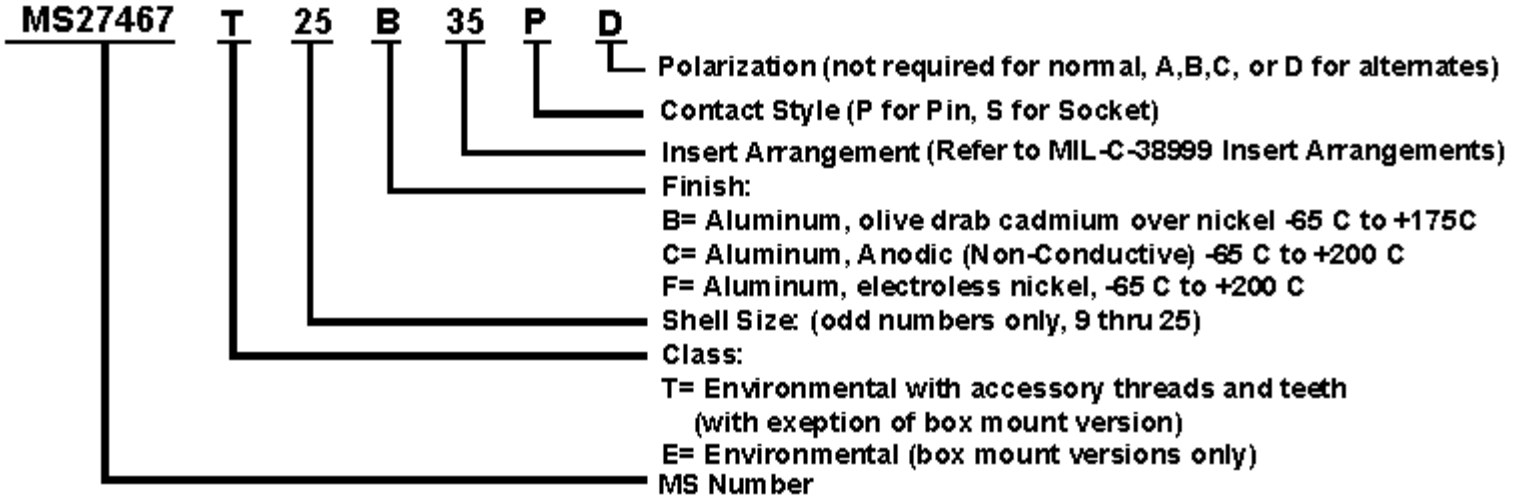 MS27467 T 25 B 35 P D
Polarization (not required for normal, A,B,C, or D for alternates)
Contact Style (P for Pin, S for Socket)
Insert Arrangement (Refer to MIL-C-38999 Insert Arrangements)
Finish:
B= Aluminum, olive drab cadmium over nickel -65 C to +175C
C= Aluminum, Anodic (Non-Conductive) -65 C to +200 C
F= Aluminum, electroless nickel, -65 C to +200 C
Shell Size: (odd numbers only, 9 thru 25)
Class:
T= Environmental with accessory threads and teeth
(with exeption of box mount version)
E= Environmental (box mount versions only)
MS Number